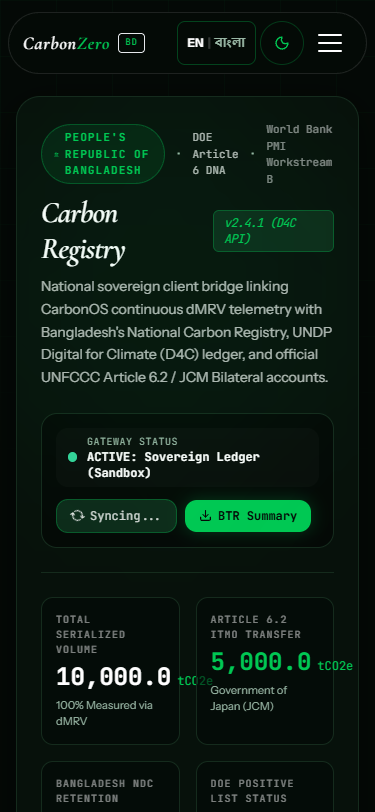 CarbonZero BD EN | বাংলা
PEOPLE'S REPUBLIC OF BANGLADESH • DOE Article 6 DNA • World Bank PMI Workstream B
Carbon Registry
v2.4.1 (D4C API)
National sovereign client bridge linking
CarbonOS continuous dMRV telemetry with
Bangladesh's National Carbon Registry, UNDP
Digital for Climate (D4C) ledger, and official
UNFCCC Article 6.2 / JCM Bilateral accounts.
GATEWAY STATUS
ACTIVE: Sovereign Ledger
(Sandbox)
Syncing...
BTR Summary
TOTAL
SERIALIZED
VOLUME
10,000.0 tCO2e
100% Measured via
dMRV
ARTICLE 6.2
ITMO TRANSFER
5,000.0 tCO2e
Government of
Japan (JCM)
BANGLADESH NDC
RETENTION
DOE POSITIVE
LIST STATUS